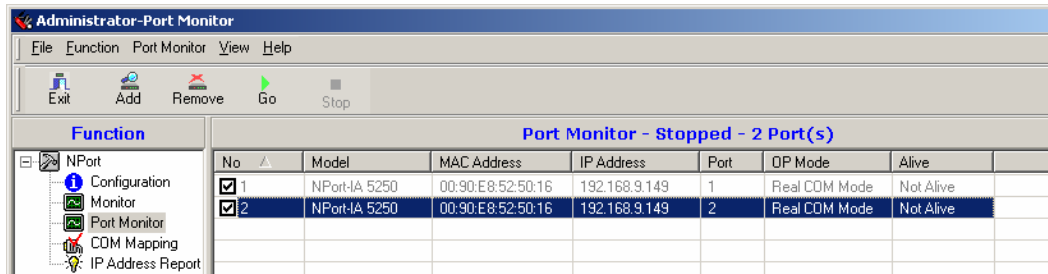 Administrator-Port Monitor
File Function Port Monitor View Help
Exit Add Remove Go Stop
Function
Port Monitor - Stopped - 2 Port(s)
NPort
Configuration
Monitor
Port Monitor
COM Mapping
IP Address Report
No Model MAC Address IP Address Port OP Mode Alive
1 NPort-IA 5250 00:90:E8:52:50:16 192.168.9.149 1 Real COM Mode Not Alive
2 NPort-IA 5250 00:90:E8:52:50:16 192.168.9.149 2 Real COM Mode Not Alive